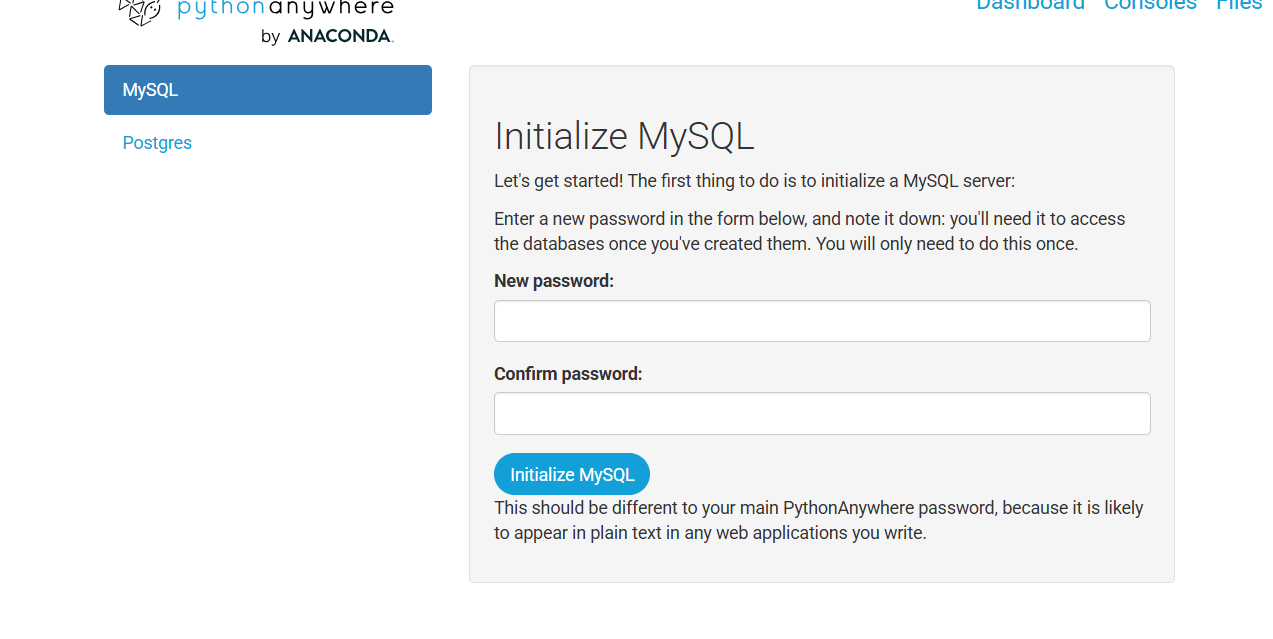 pythonanywhere
by ANACONDA.
Dashboard Consoles Files
MySQL
Postgres
Initialize MySQL
Let's get started! The first thing to do is to initialize a MySQL server:
Enter a new password in the form below, and note it down: you'll need it to access
the databases once you've created them. You will only need to do this once.
New password:
Confirm password:
Initialize MySQL
This should be different to your main PythonAnywhere password, because it is likely
to appear in plain text in any web applications you write.